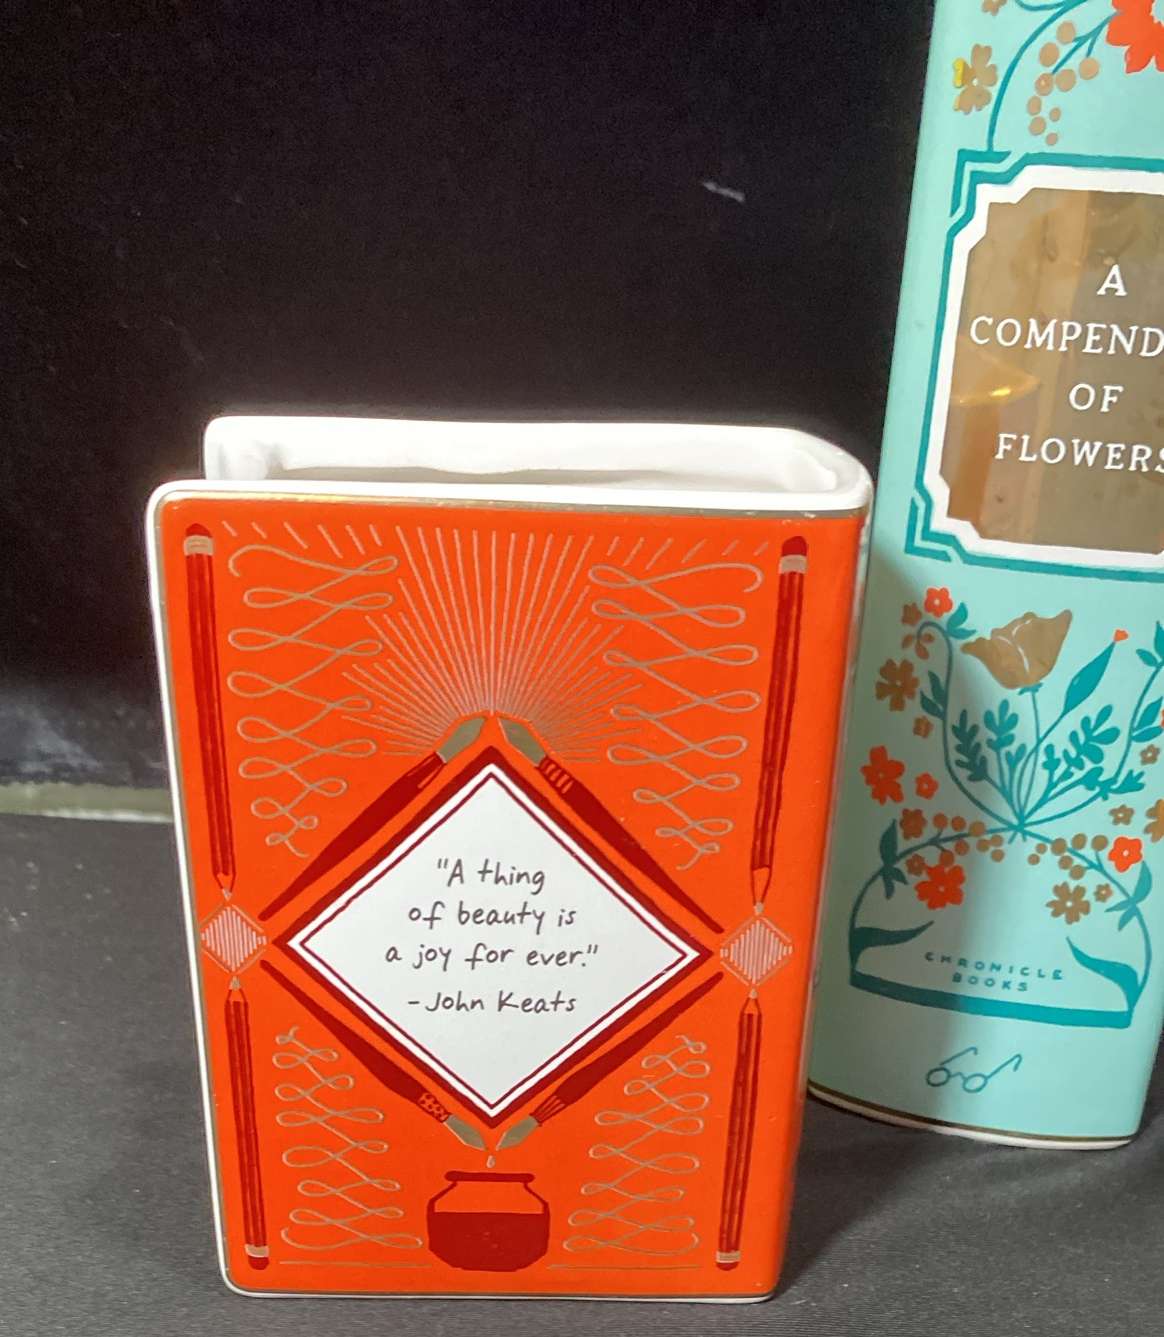 "A thing
of beauty is
a joy for ever."
-John Keats
A
COMPEND
OF
FLOWERS
CHRONICLE
BOOKS